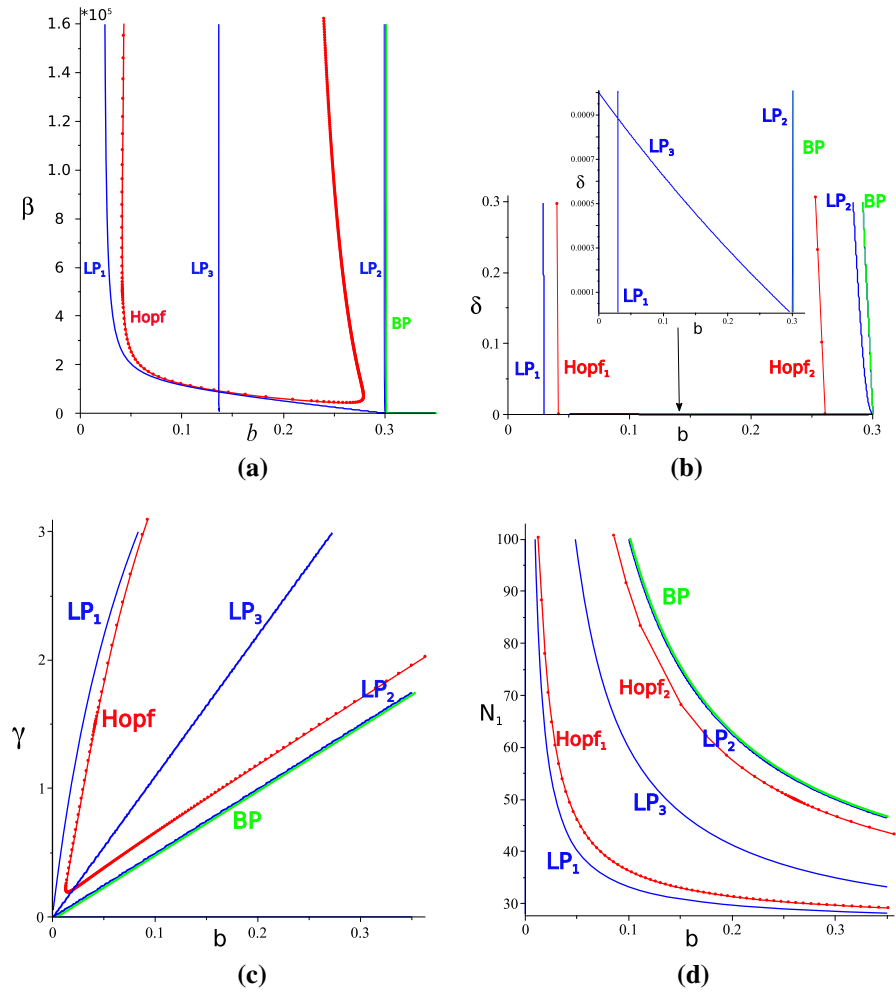 *10⁵
1.6
1.4
1.2
1.0
8
6
4
2
0
β
LP₁
Hopf
LP₃
LP₂
BP
0
0.1
0.2
0.3
b
(a)
0.0009
0.0007
0.0005
0.0003
0.0001
δ
LP₃
LP₂
BP
LP₁
0
0.1
0.2
0.3
b
0.3
0.2
0.1
0
δ
LP₁
Hopf₁
Hopf₂
LP₂
BP
0
0.1
0.2
0.3
b
(b)
3
2
1
0
γ
LP₁
Hopf
LP₃
LP₂
BP
0
0.1
0.2
0.3
b
(c)
100
90
80
70
60
50
40
30
N₁
Hopf₁
LP₁
Hopf₂
LP₂
LP₃
BP
0
0.1
0.2
0.3
b
(d)